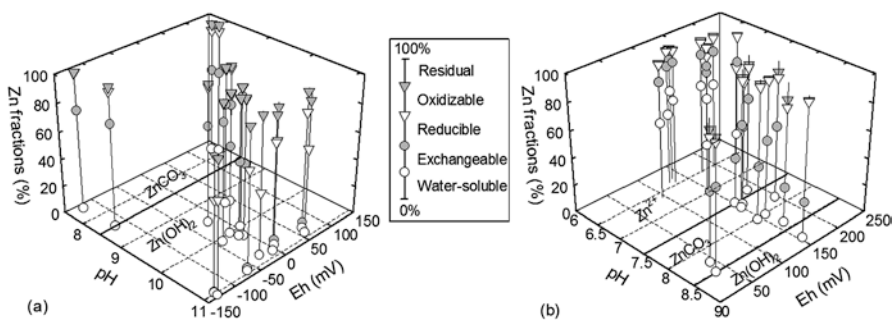 100
80
60
40
20
0
Zn fractions (%)
8
9
10
11
pH
-150
-100
-50
0
50
100
150
Eh (mV)
ZnCO3
Zn(OH)2
(a)
100%
Residual
Oxidizable
Reducible
Exchangeable
Water-soluble
0%
100
80
60
40
20
0
Zn fractions (%)
6
6.5
7
7.5
8
8.5
90
pH
50
100
150
200
250
Eh (mV)
Zn2+
ZnCO3
Zn(OH)2
(b)